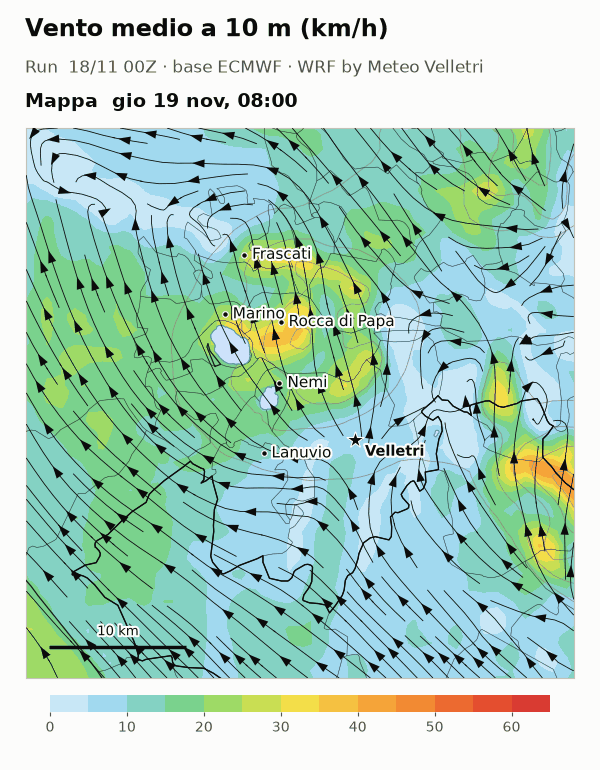 Vento medio a 10 m (km/h)
Run  18/11 00Z · base ECMWF · WRF by Meteo Velletri
Mappa  gio 19 nov, 08:00
Frascati
Marino
Rocca di Papa
Nemi
Velletri
Lanuvio
10 km
0 10 20 30 40 50 60